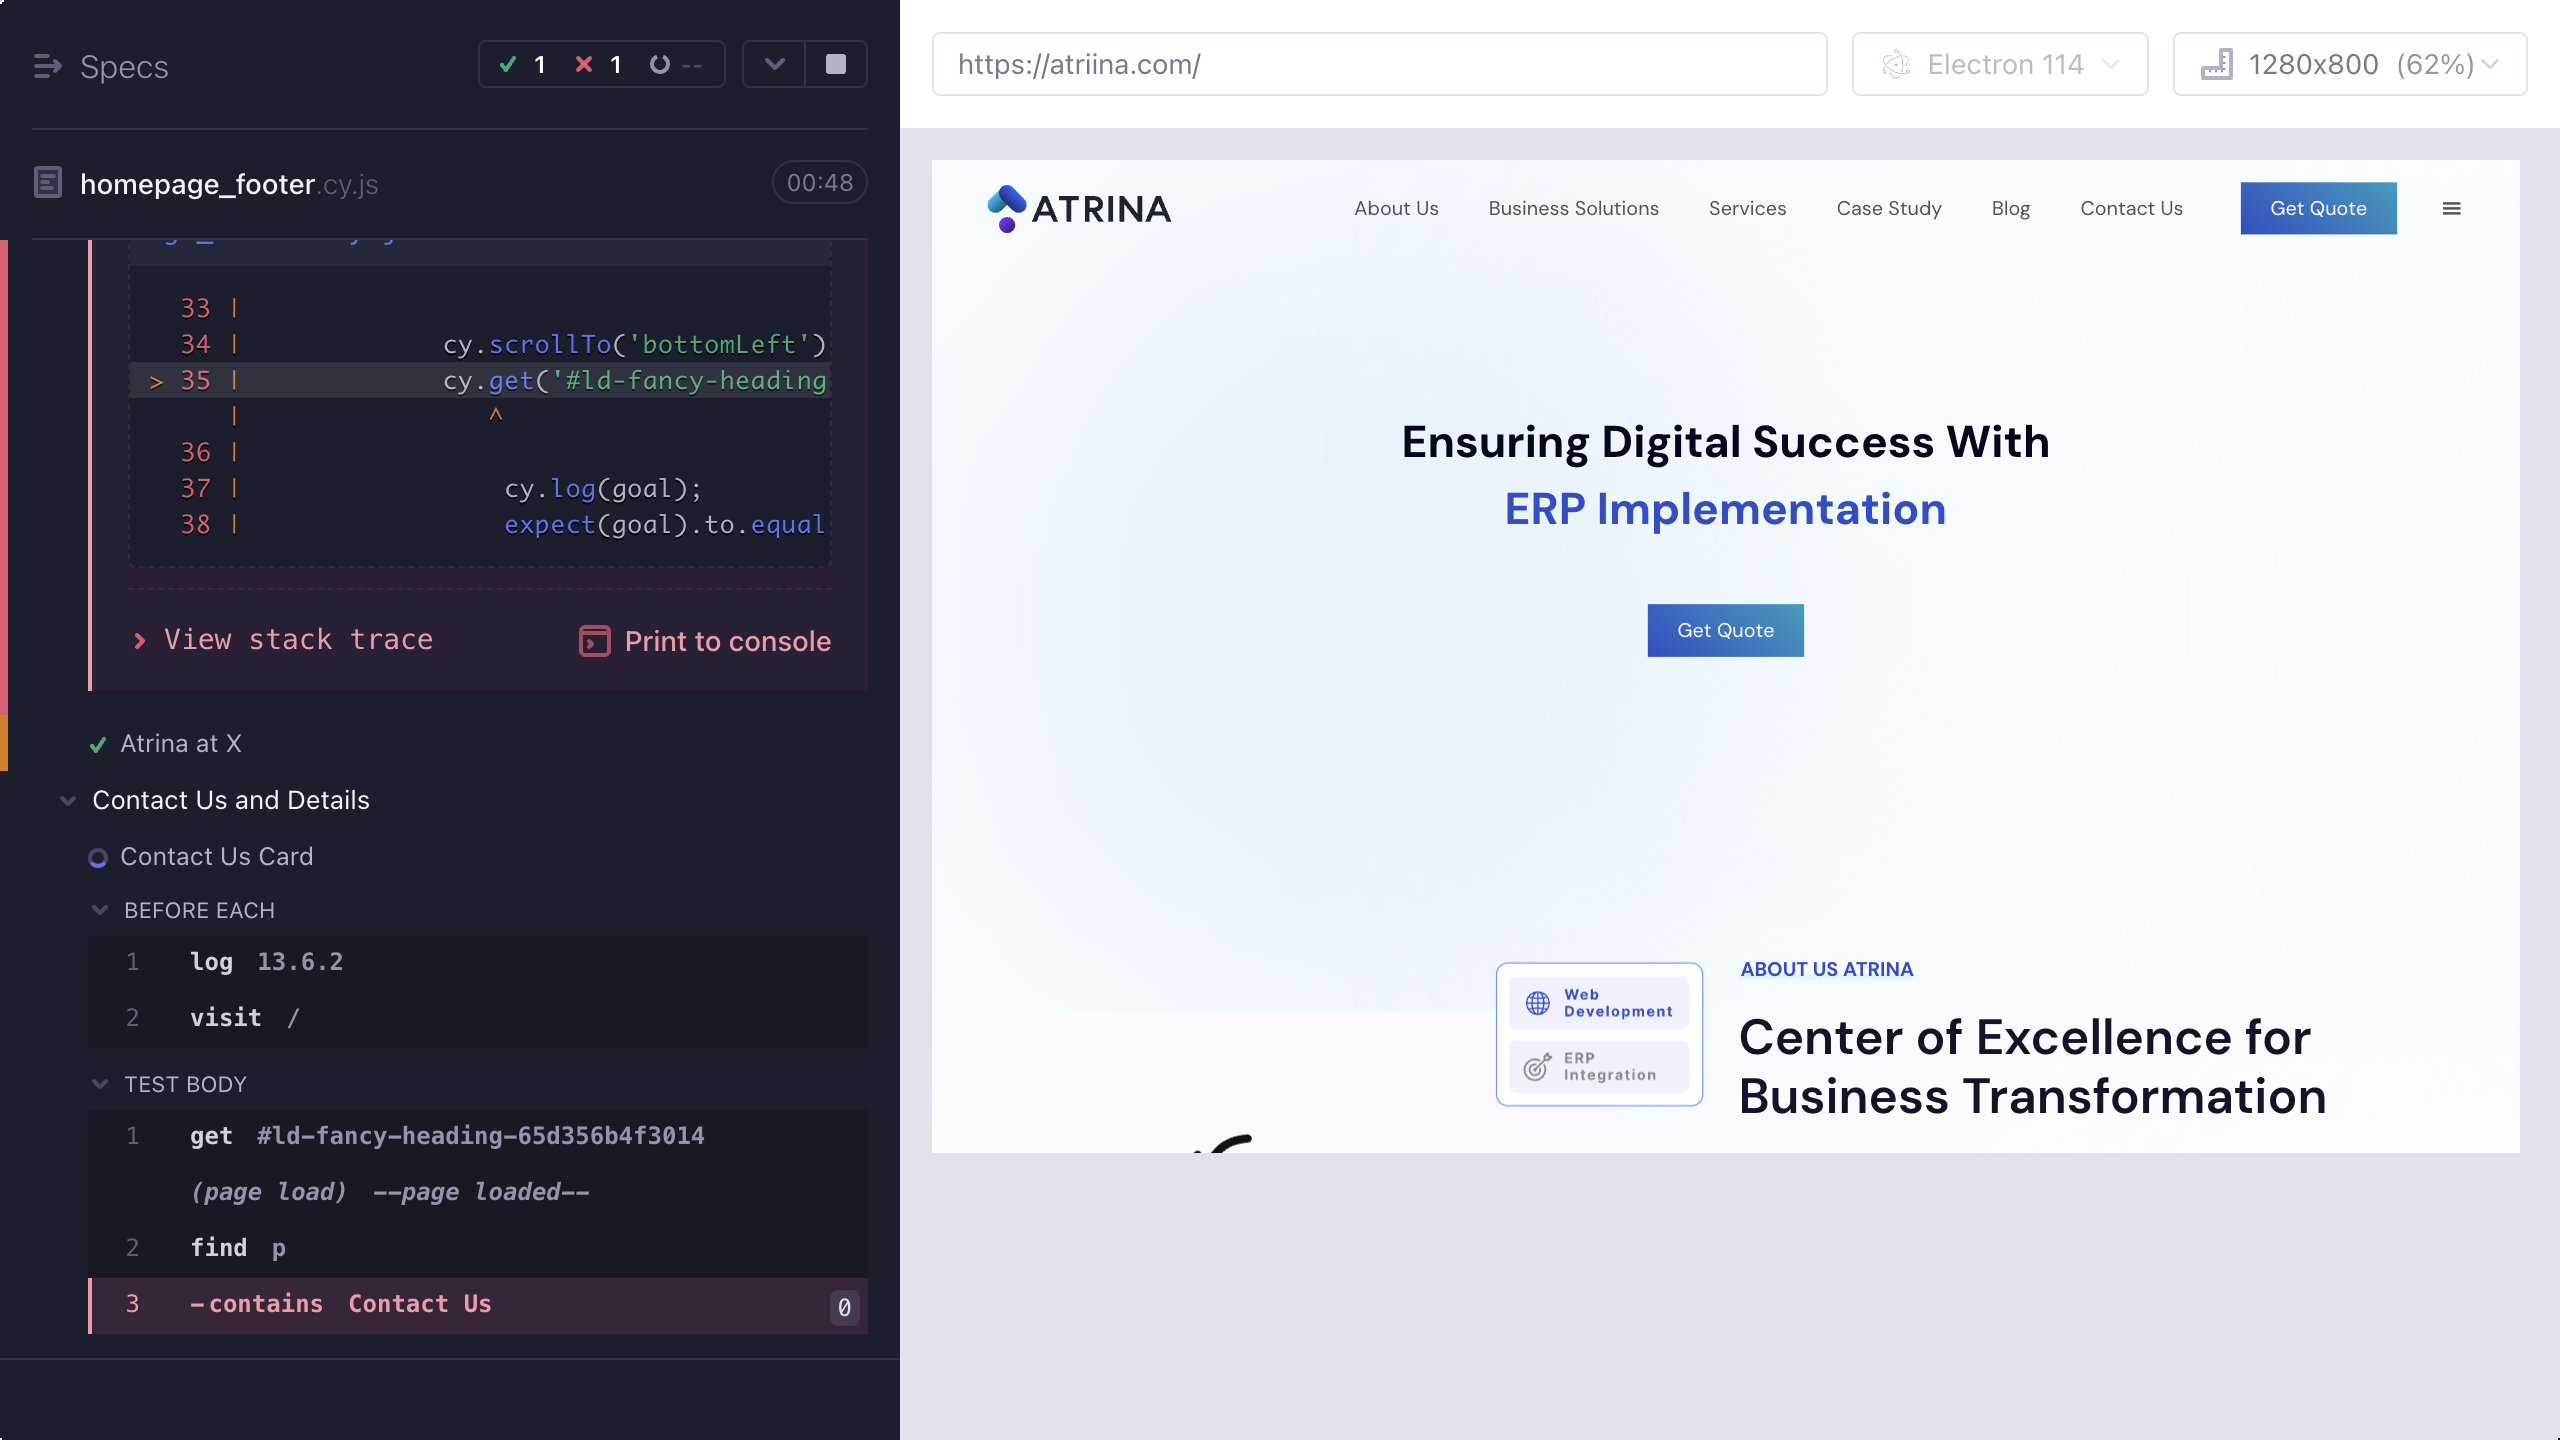 Specs
1
1
--
homepage_footer.cy.js
00:48
33 |
34 | cy.scrollTo('bottomLeft')
> 35 | cy.get('#ld-fancy-heading
| ^
36 |
37 | cy.log(goal);
38 | expect(goal).to.equal
View stack trace
Print to console
Atrina at X
Contact Us and Details
Contact Us Card
BEFORE EACH
1 log 13.6.2
2 visit /
TEST BODY
1 get #ld-fancy-heading-65d356b4f3014
(page load) --page loaded--
2 find p
3 -contains Contact Us 0
https://atriina.com/
Electron 114
1280x800 (62%)
ATRINA
About Us
Business Solutions
Services
Case Study
Blog
Contact Us
Get Quote
Ensuring Digital Success With
ERP Implementation
Get Quote
Web
Development
ERP
Integration
ABOUT US ATRINA
Center of Excellence for
Business Transformation